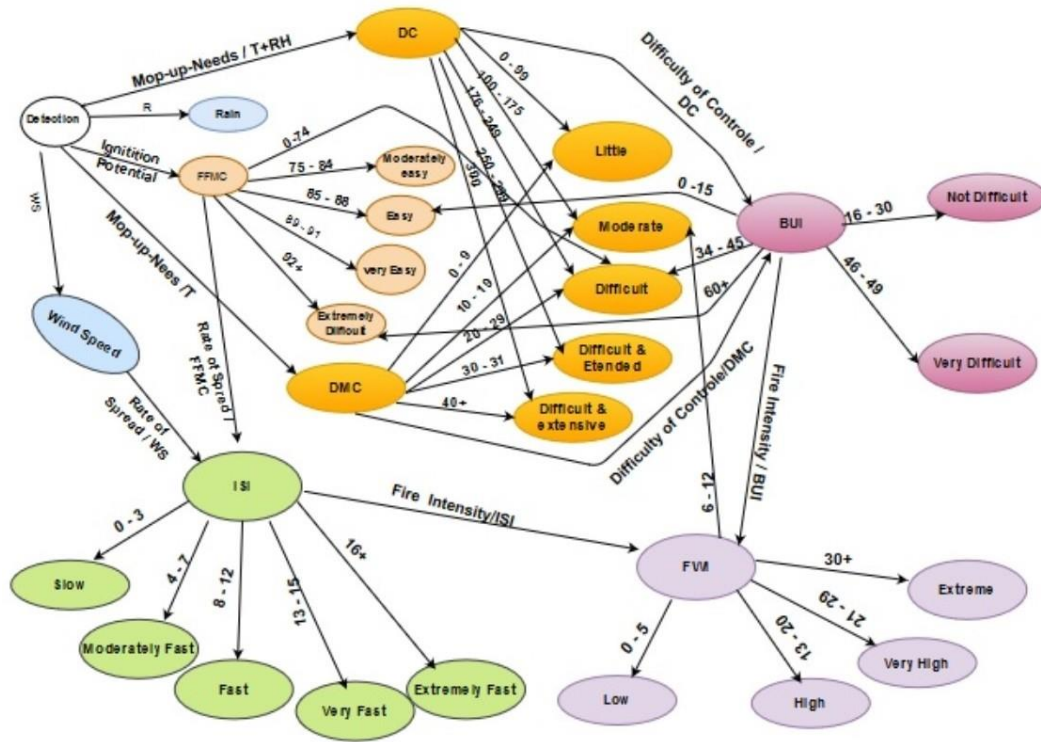 DC
Mop-up-Needs / T+RH
Difficulty of Controle /
DC
0 - 99
100 - 175
176 - 249
250 - 299
300
Detection
R
Rain
Ignitition
Potential
0-74
Moderately
easy
75 - 84
FFMC
Little
85 - 88
Easy
0 -15
Not Difficult
16 - 30
BUI
WS
Mop-up-Nees /T
89 - 91
very Easy
92+
0 - 9
Moderate
34 - 45
46 - 49
10 - 19
Difficult
60+
Extremely
Difficult
Wind Speed
20 - 29
Rate of Spred /
FFMC
DMC
30 - 31
Difficult &
Etended
Very Difficult
40+
Difficult &
extensive
Difficulty of Controle/DMC
Fire Intensity / BUI
Rate of
Spread / WS
ISI
Fire Intensity/ISI
6 - 12
0 - 3
4 - 7
8 - 12
13 - 15
16+
FWI
30+
Extreme
Slow
21 - 29
13 - 20
0 - 5
Moderately Fast
Fast
Very Fast
Extremely Fast
Low
High
Very High